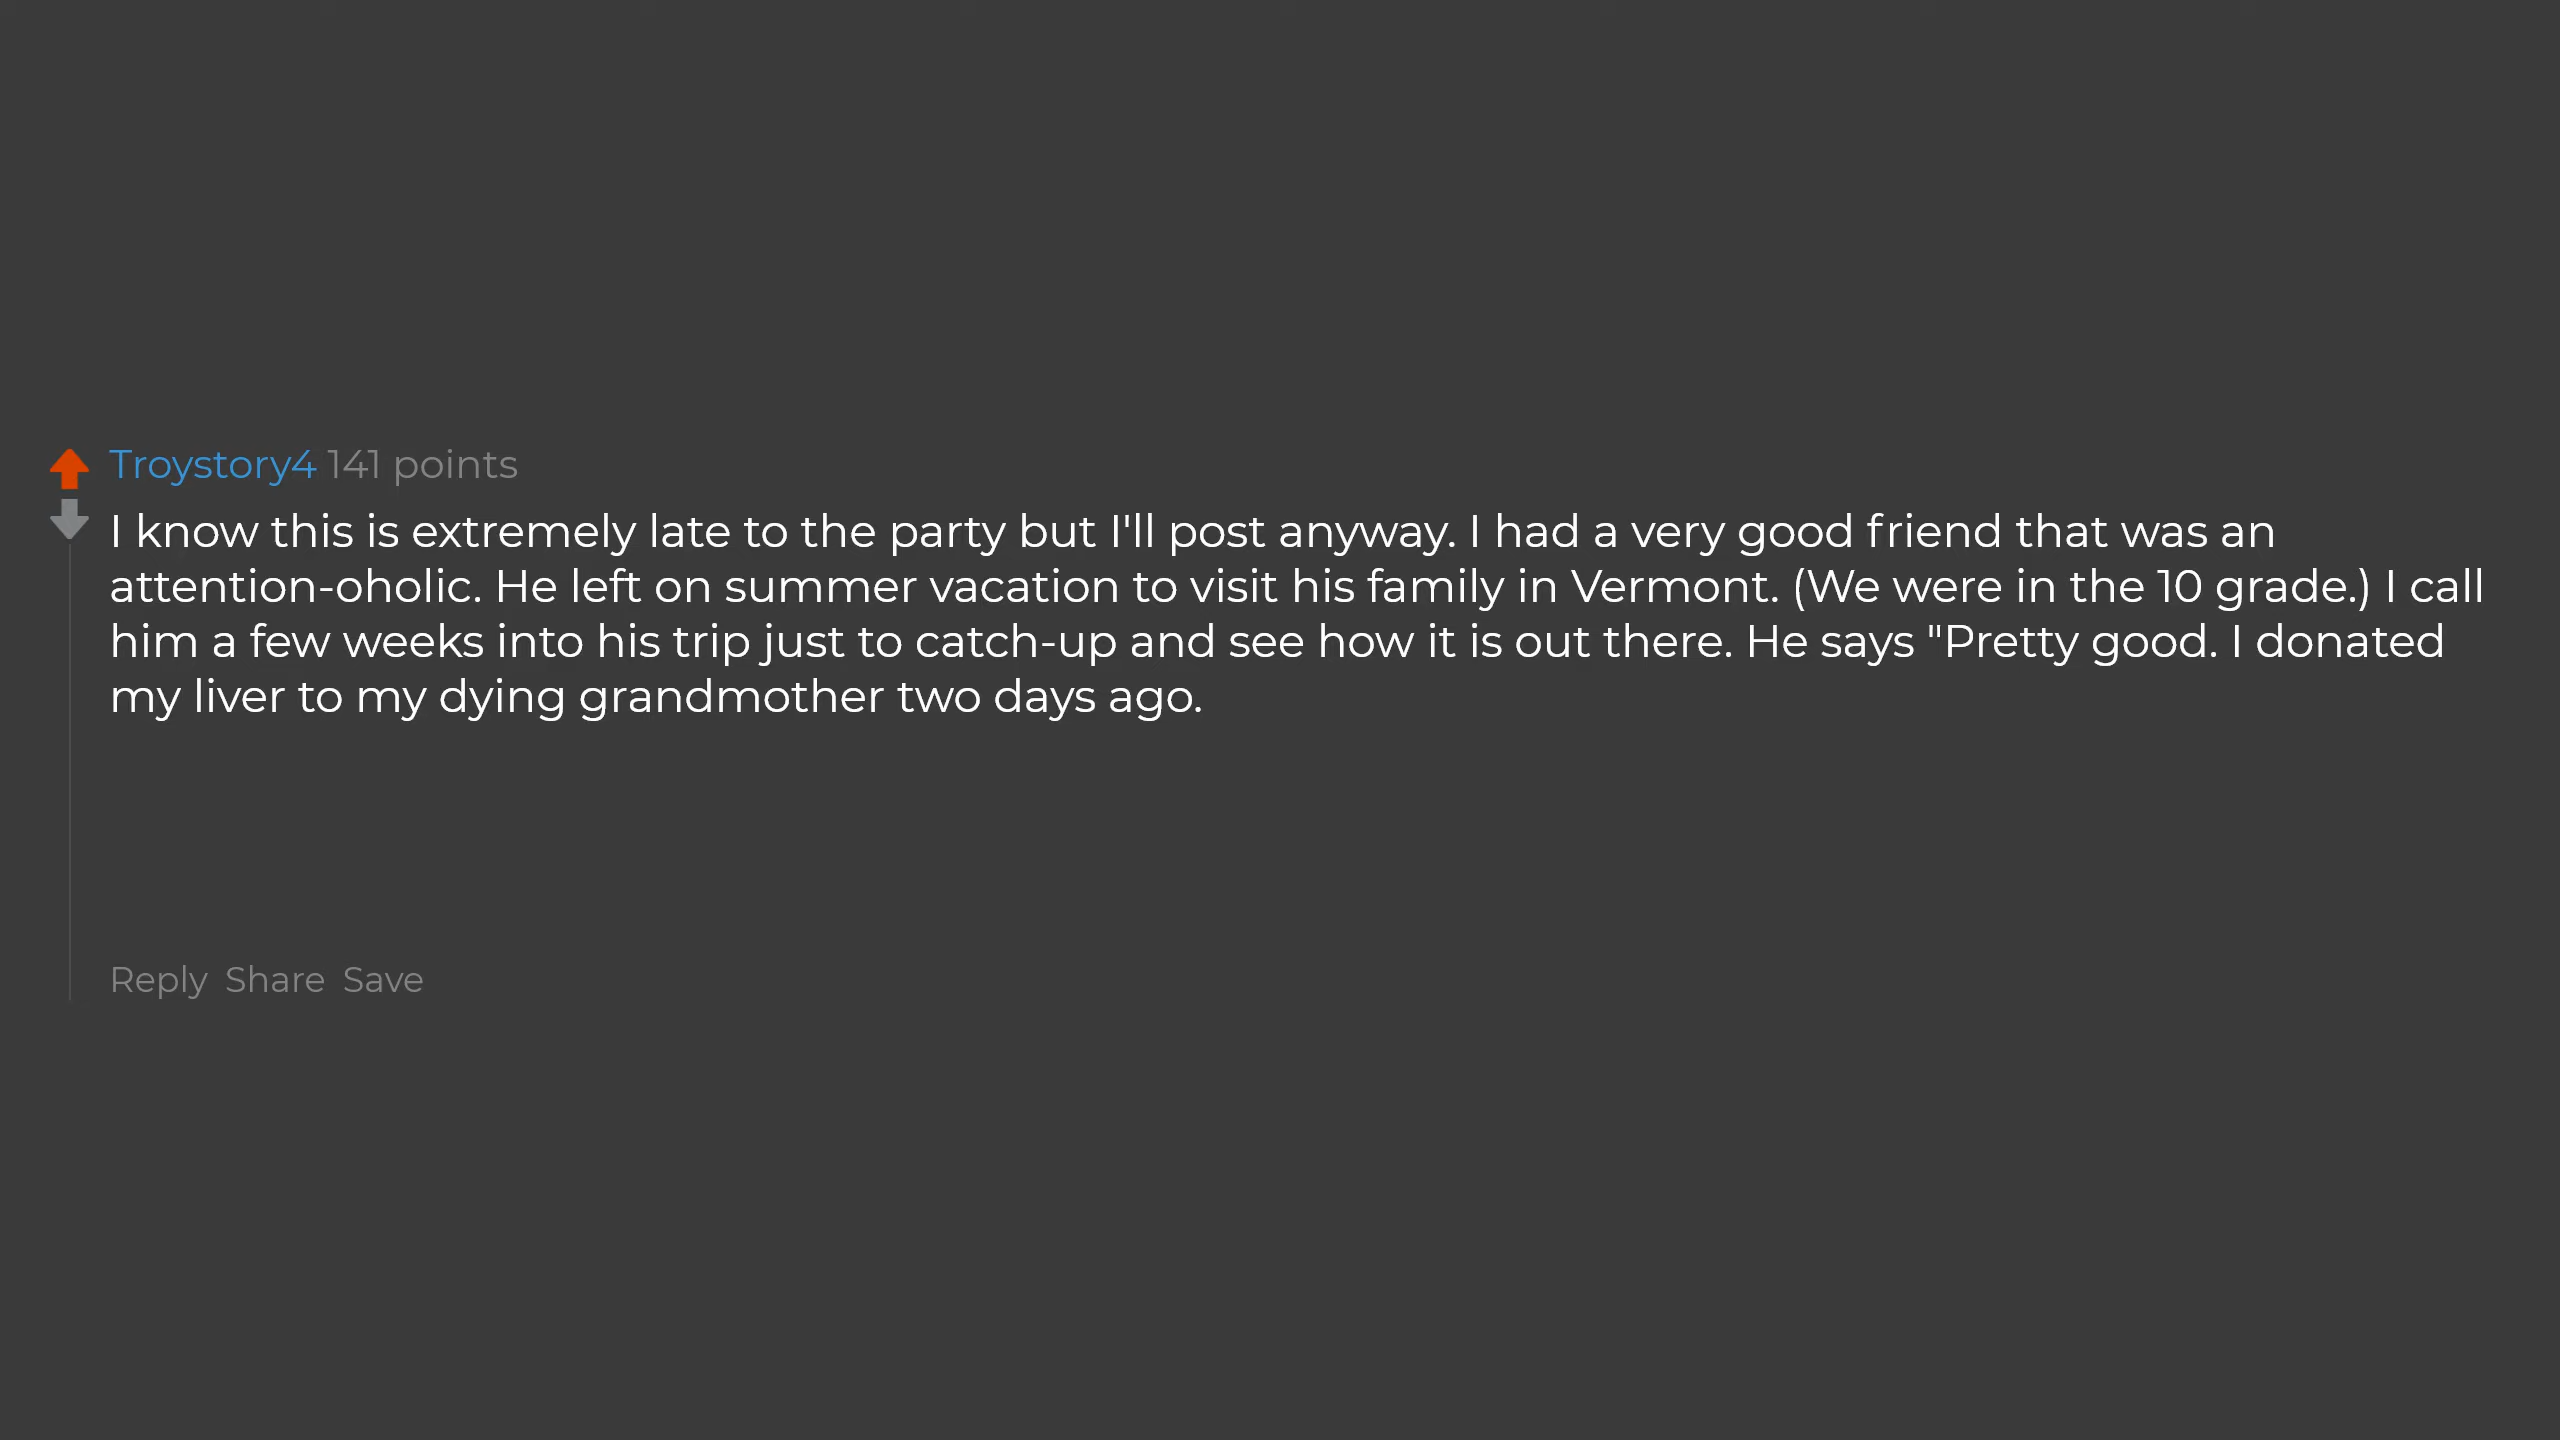 Troystory4 141 points
I know this is extremely late to the party but I'll post anyway. I had a very good friend that was an
attention-oholic. He left on summer vacation to visit his family in Vermont. (We were in the 10 grade.) I call
him a few weeks into his trip just to catch-up and see how it is out there. He says "Pretty good. I donated
my liver to my dying grandmother two days ago.
Reply Share Save